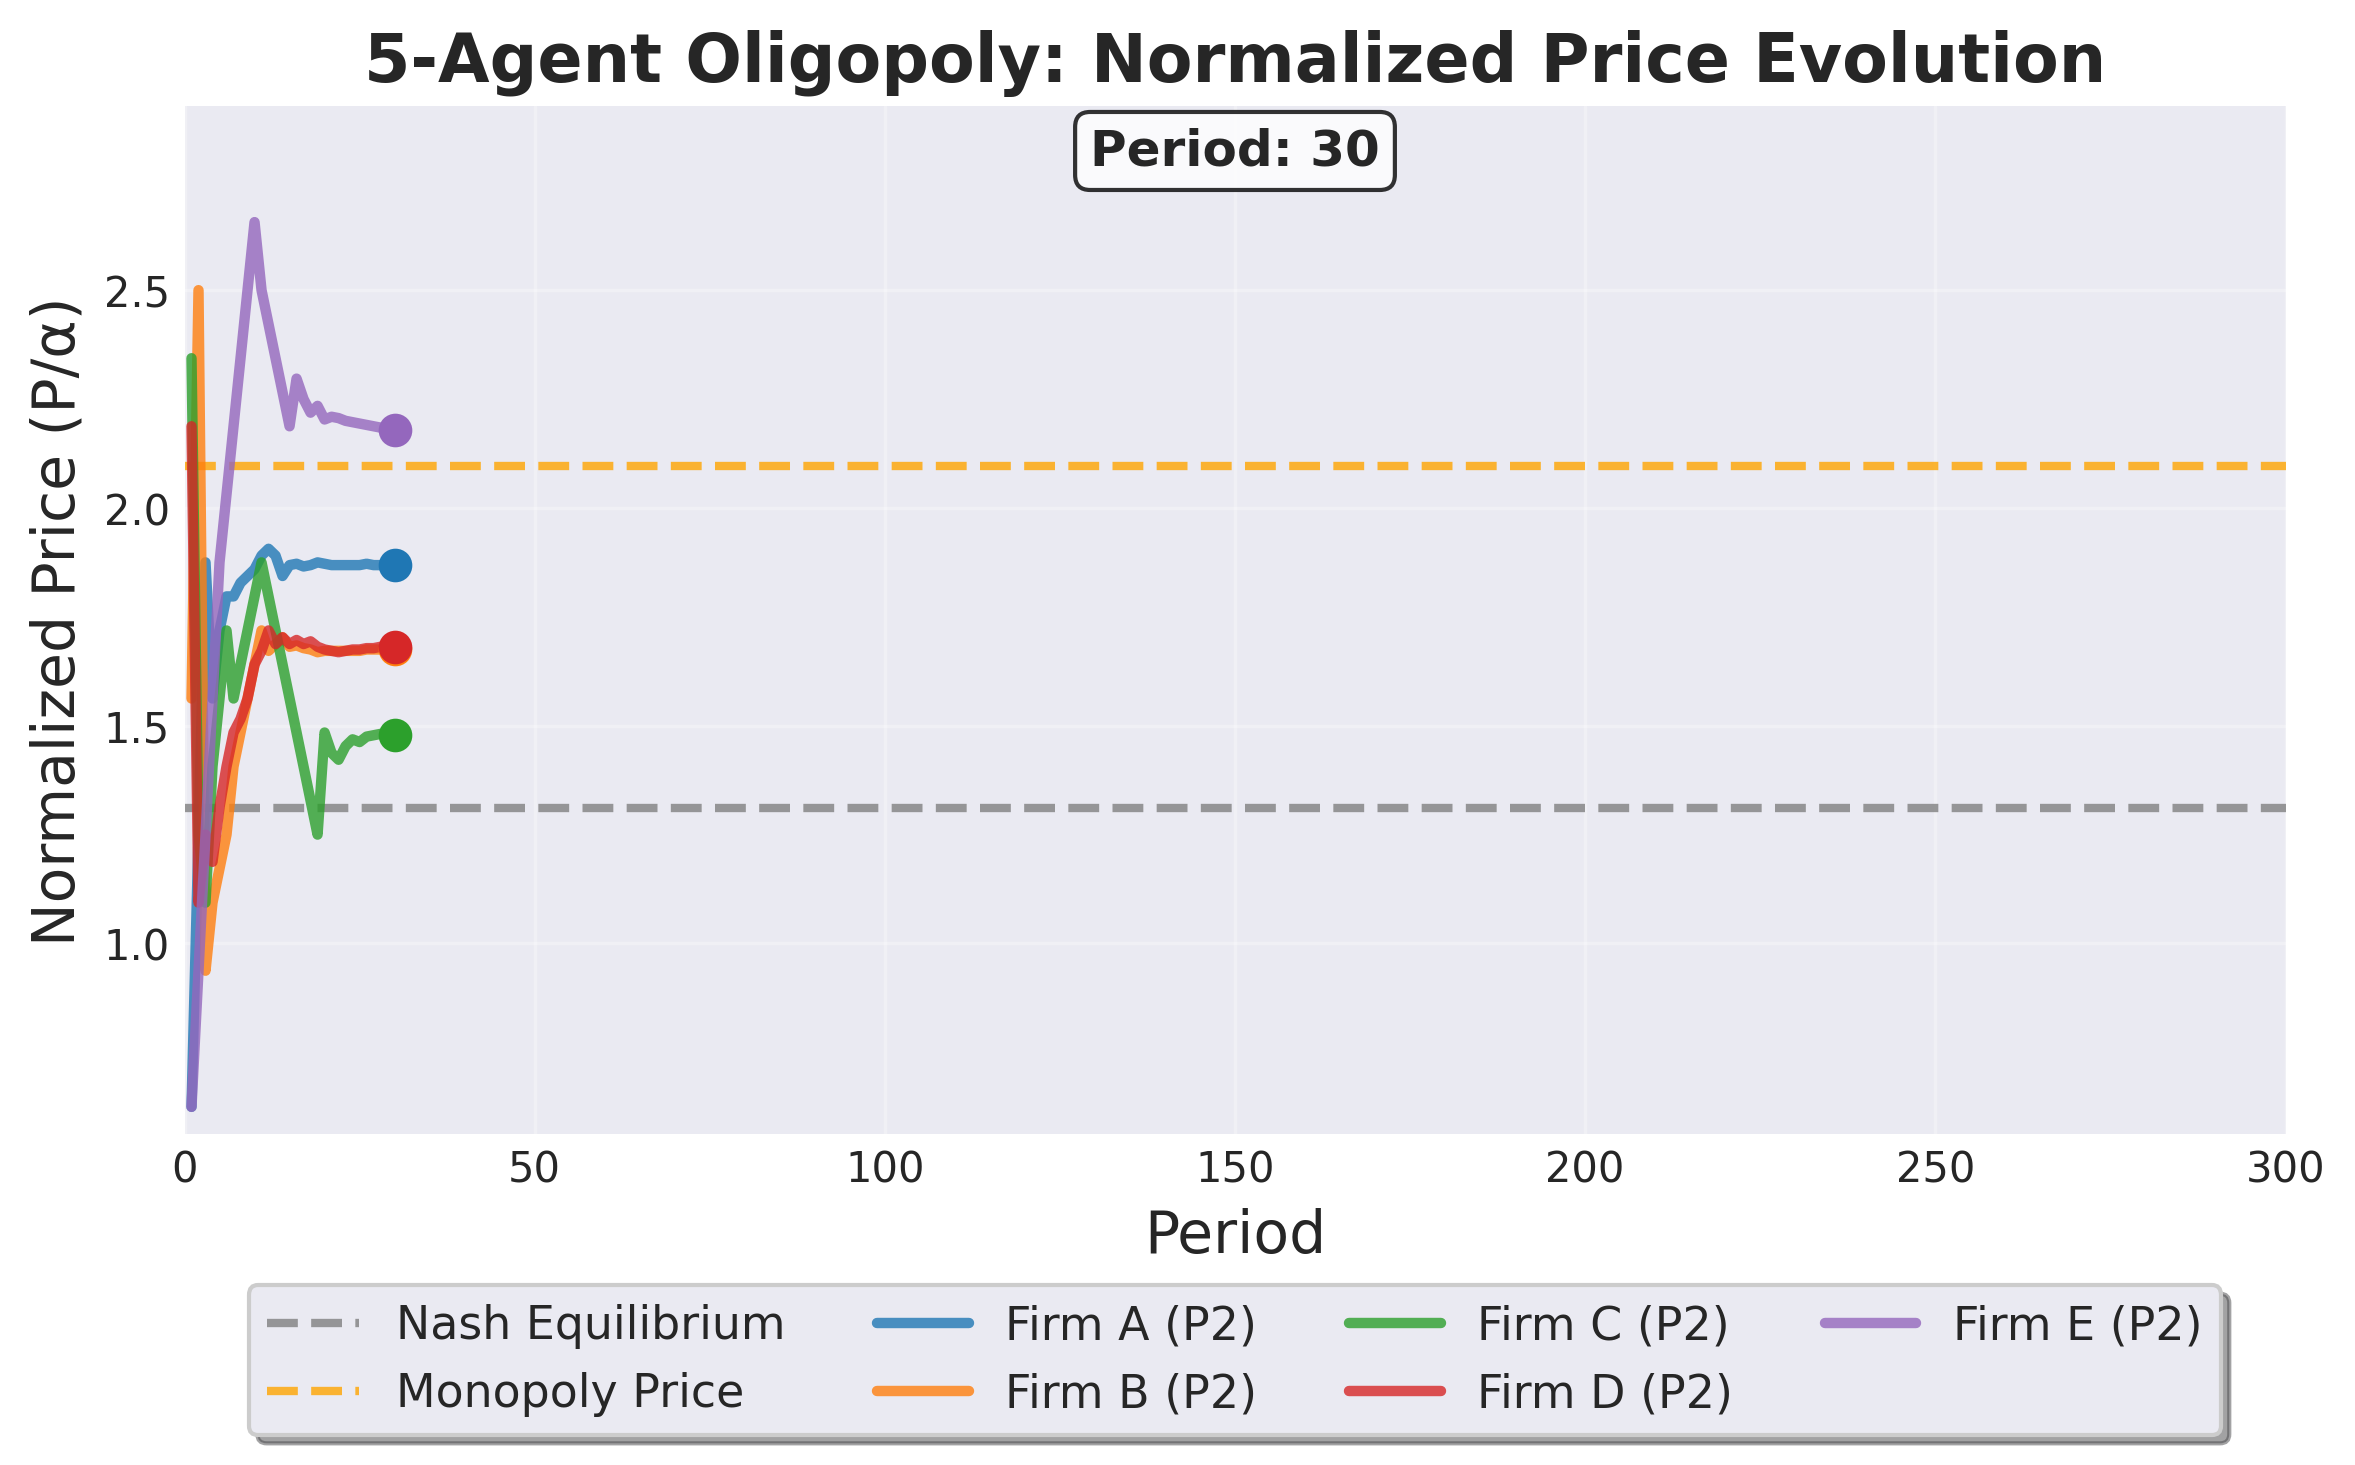 5-Agent Oligopoly: Normalized Price Evolution
Period: 30
Normalized Price (P/α)
2.5
2.0
1.5
1.0
0 50 100 150 200 250 300
Period
Nash Equilibrium Firm A (P2) Firm C (P2) Firm E (P2)
Monopoly Price Firm B (P2) Firm D (P2)